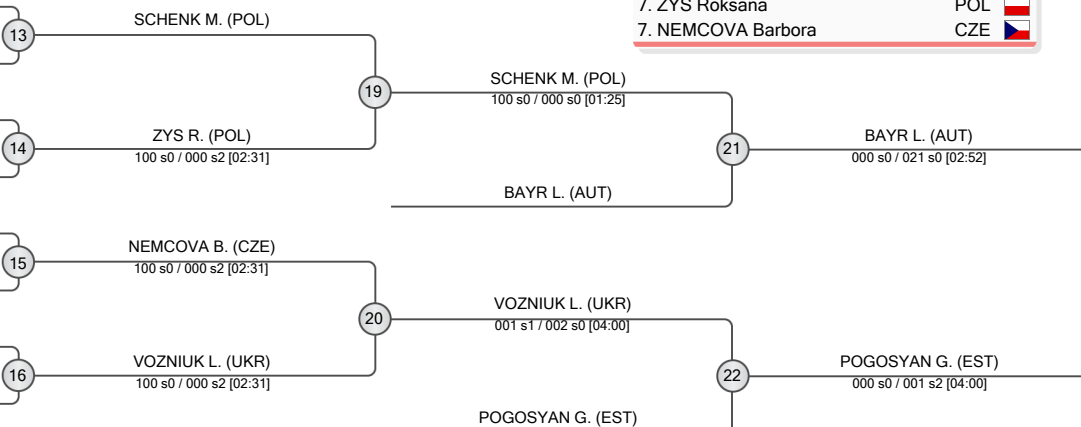 7. ZYS Roksana POL
7. NEMCOVA Barbora CZE
13
SCHENK M. (POL)
19
SCHENK M. (POL)
100 s0 / 000 s0 [01:25]
14
ZYS R. (POL)
100 s0 / 000 s2 [02:31]
21
BAYR L. (AUT)
000 s0 / 021 s0 [02:52]
BAYR L. (AUT)
15
NEMCOVA B. (CZE)
100 s0 / 000 s2 [02:31]
20
VOZNIUK L. (UKR)
001 s1 / 002 s0 [04:00]
16
VOZNIUK L. (UKR)
100 s0 / 000 s2 [02:31]
22
POGOSYAN G. (EST)
000 s0 / 001 s2 [04:00]
POGOSYAN G. (EST)